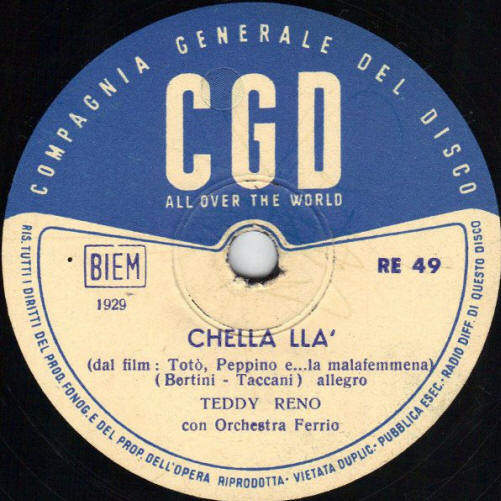 COMPAGNIA GENERALE DEL DISCO
CGD
ALL OVER THE WORLD
BIEM
1929
RE 49
CHELLA LLA'
(dal film : Totò, Peppino e...la malafemmena)
(Bertini - Taccani) allegro
TEDDY RENO
con Orchestra Ferrio
RIS. TUTTI I DIRITTI DEL PROD. FONOG. E DEL PROP. DELL'OPERA RIPRODOTTA - VIETATA DUPLIC. - PUBBLICA ESEC. - RADIO DIFF. DI QUESTO DISCO